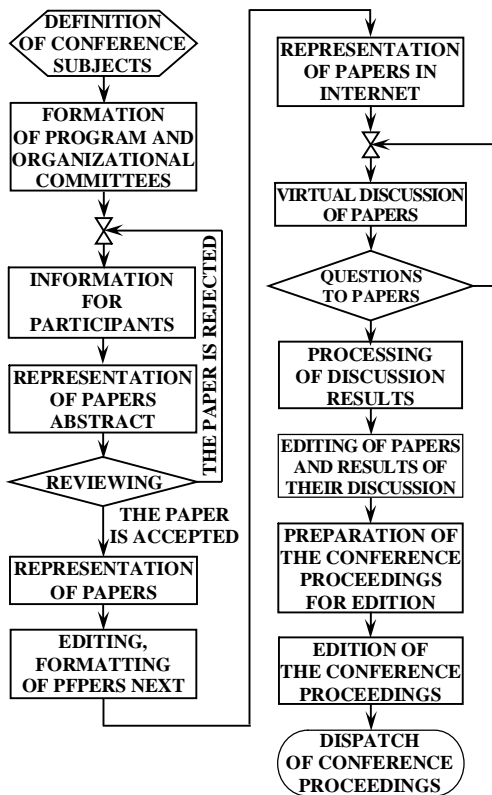 DEFINITION
OF CONFERENCE
SUBJECTS
FORMATION
OF PROGRAM AND
ORGANIZATIONAL
COMMITTEES
INFORMATION
FOR
PARTICIPANTS
REPRESENTATION
OF PAPERS
ABSTRACT
THE PAPER IS REJECTED
REVIEWING
THE PAPER
IS ACCEPTED
REPRESENTATION
OF PAPERS
EDITING,
FORMATTING
OF PFPERS NEXT
REPRESENTATION
OF PAPERS IN
INTERNET
VIRTUAL DISCUSSION
OF PAPERS
QUESTIONS
TO PAPERS
PROCESSING
OF DISCUSSION
RESULTS
EDITING OF PAPERS
AND RESULTS OF
THEIR DISCUSSION
PREPARATION OF
THE CONFERENCE
PROCEEDINGS
FOR EDITION
EDITION OF
THE CONFERENCE
PROCEEDINGS
DISPATCH
OF CONFERENCE
PROCEEDINGS